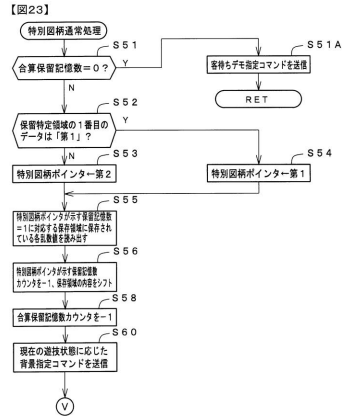 【図23】
特別図柄通常処理
S51
合算保留記憶数=0?
Y
N
S51A
客待ちデモ指定コマンドを送信
RET
S52
保留特定領域の1番目の
データは「第1」?
Y
N
S53
特別図柄ポインタ←第2
S54
特別図柄ポインタ←第1
S55
特別図柄ポインタが示す保留記憶数
=1に対応する保存領域に保存され
ている各乱数値を読み出す
S56
特別図柄ポインタが示す保留記憶数
カウンタを-1、保存領域の内容をシフト
S58
合算保留記憶数カウンタを-1
S60
現在の遊技状態に応じた
背景指定コマンドを送信
V